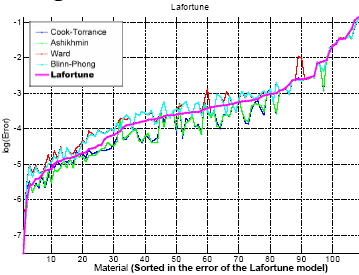 Lafortune
Cook-Torrance
Ashikhmin
Ward
Blinn-Phong
Lafortune
log(Error)
-1
-2
-3
-4
-5
-6
-7
10 20 30 40 50 60 70 80 90 100
Material (Sorted in the error of the Lafortune model)